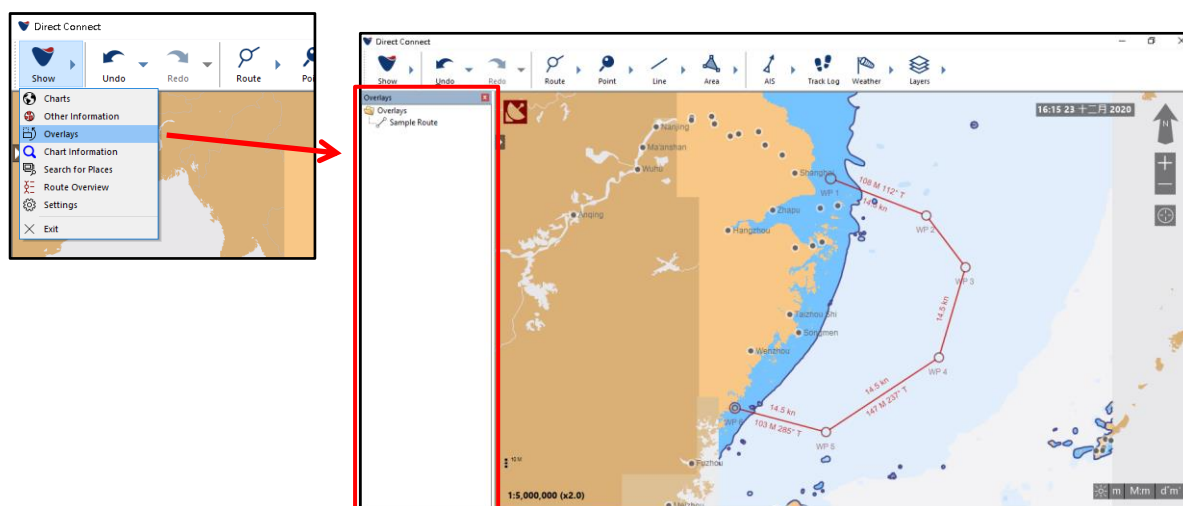 Direct Connect
Show
Undo
Redo
Route
Charts
Other Information
Overlays
Chart Information
Search for Places
Route Overview
Settings
Exit
Direct Connect
Show
Undo
Redo
Route
Point
Line
Area
AIS
Track Log
Weather
Layers
Overlays
Overlays
Sample Route
16:15 23 十二月 2020
N
Nanjing
Ma'anshan
Wuhu
Shanghai
Anqing
Zhapu
Hangzhou
WP 1
108 M 112° T
14.5 kn
WP 2
WP 3
14.5 kn
Taizhou Shi
Songmen
Wenzhou
WP 4
14.5 kn
147 M 237° T
14.5 kn
WP 6
103 M 285° T
WP 5
Fuzhou
1:5,000,000 (x2.0)
m M:m d°m'